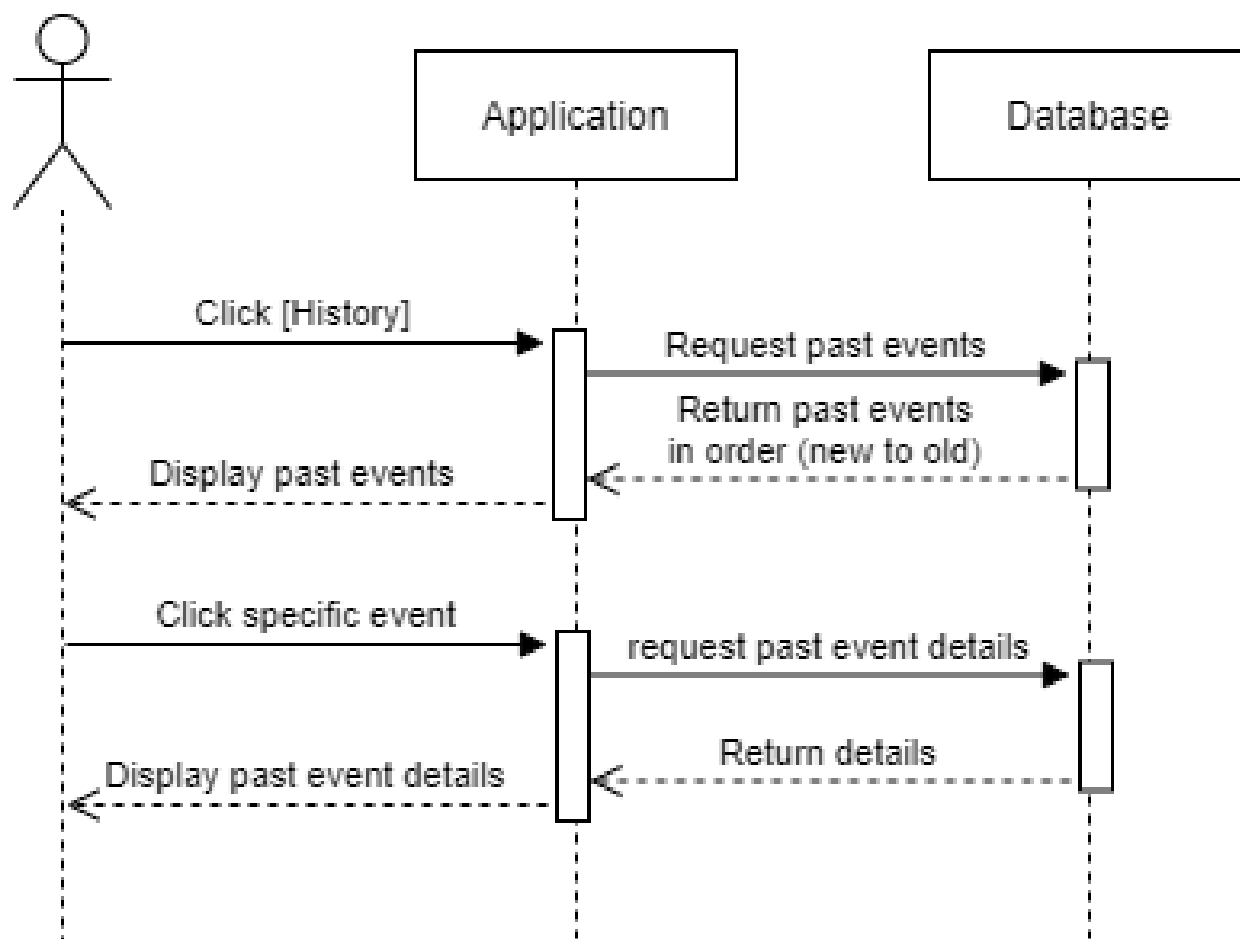 Application
Database
Click [History]
Request past events
Return past events
in order (new to old)
Display past events
Click specific event
request past event details
Return details
Display past event details